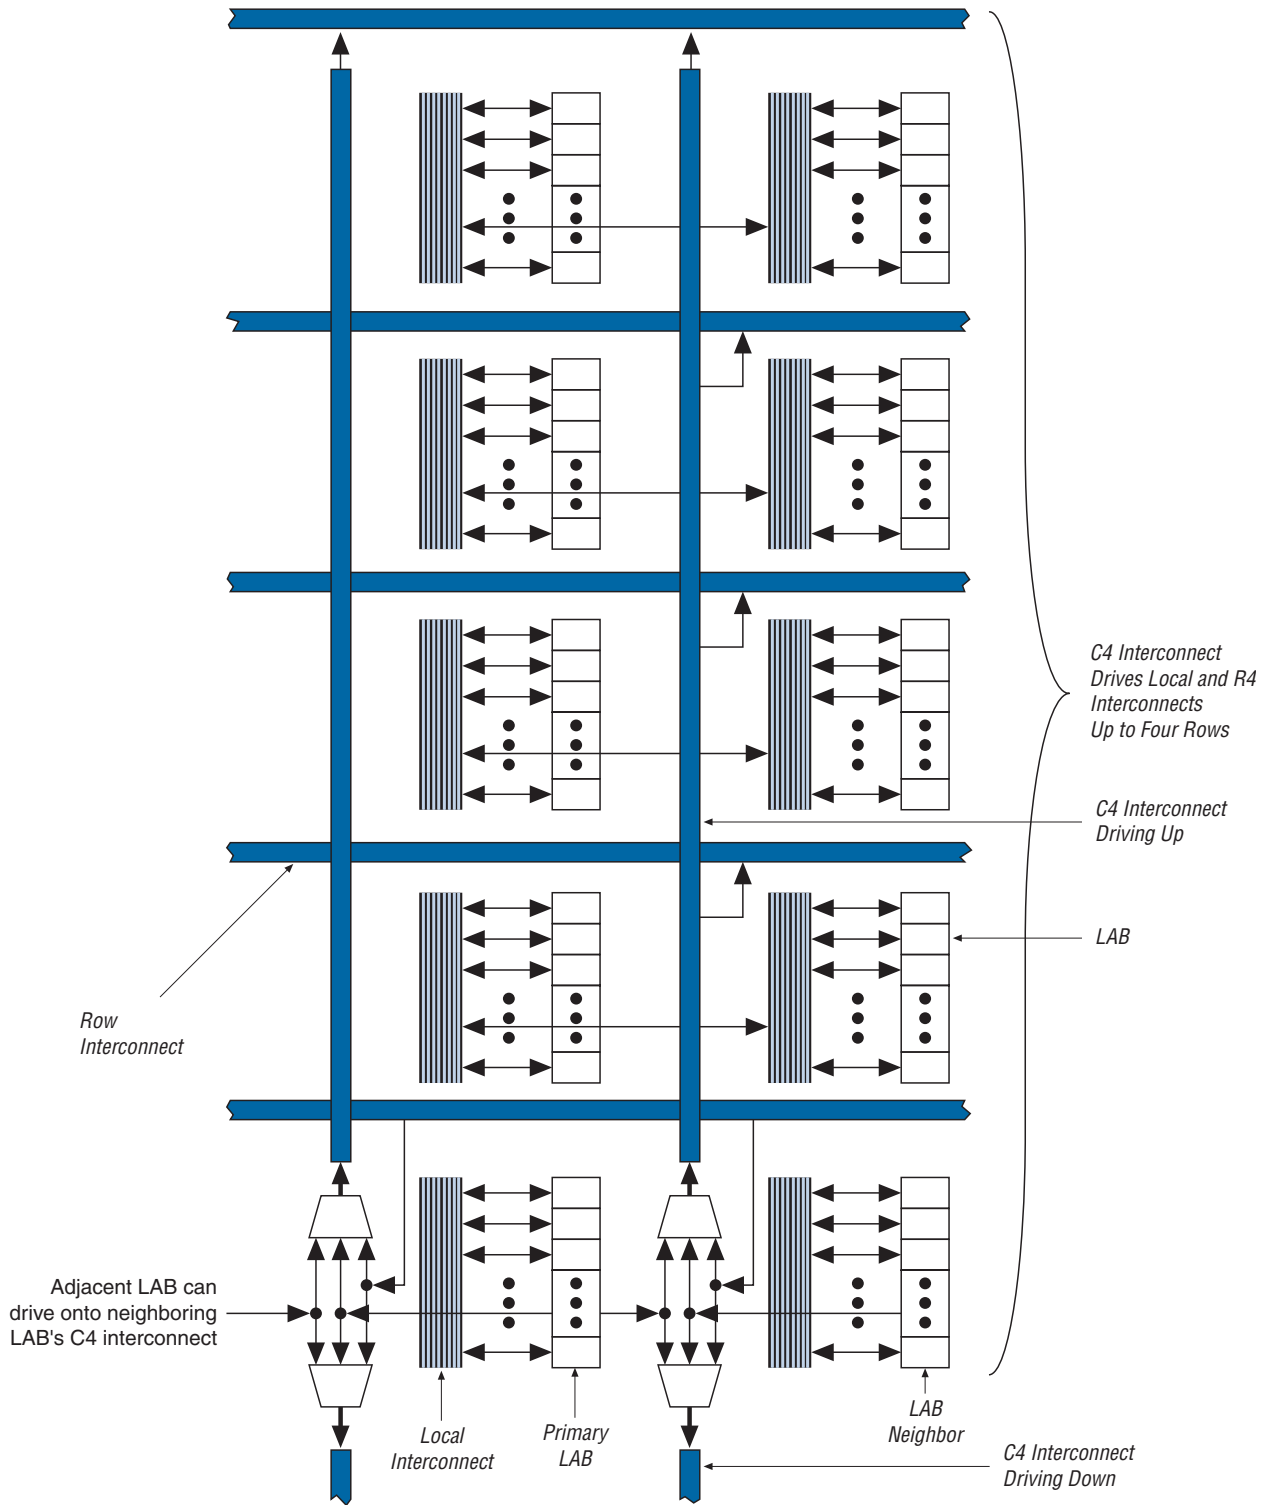 C4 Interconnect
Drives Local and R4
Interconnects
Up to Four Rows
C4 Interconnect
Driving Up
LAB
Row
Interconnect
Adjacent LAB can
drive onto neighboring
LAB's C4 interconnect
Local
Interconnect
Primary
LAB
LAB
Neighbor
C4 Interconnect
Driving Down